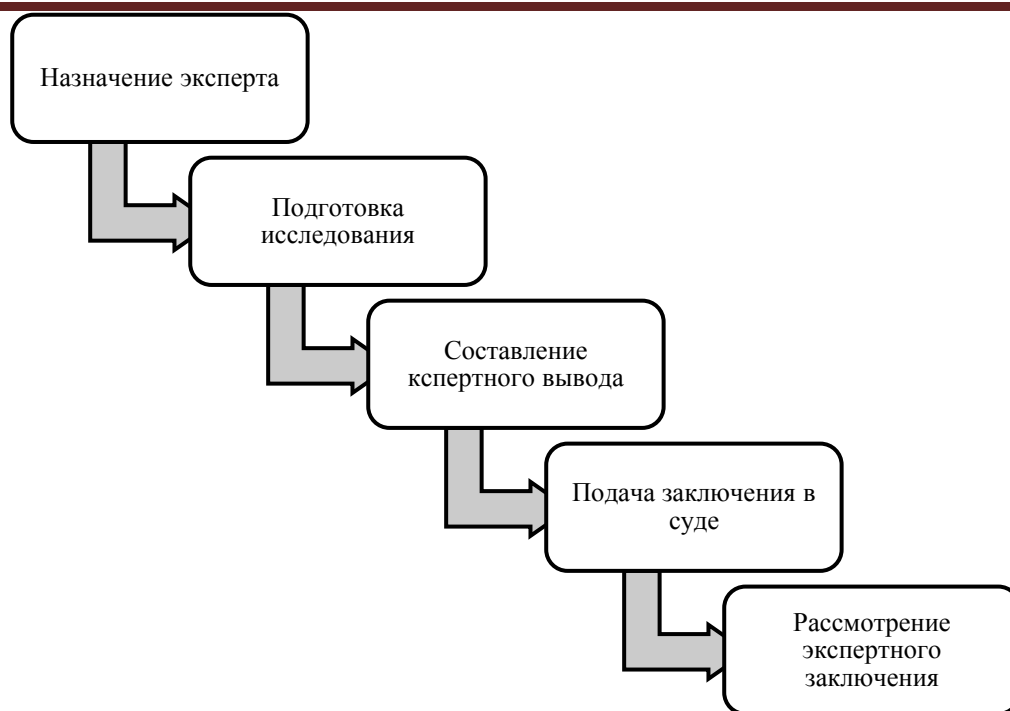 Назначение эксперта
Подготовка
исследования
Составление
кспертного вывода
Подача заключения в
суде
Рассмотрение
экспертного
заключения